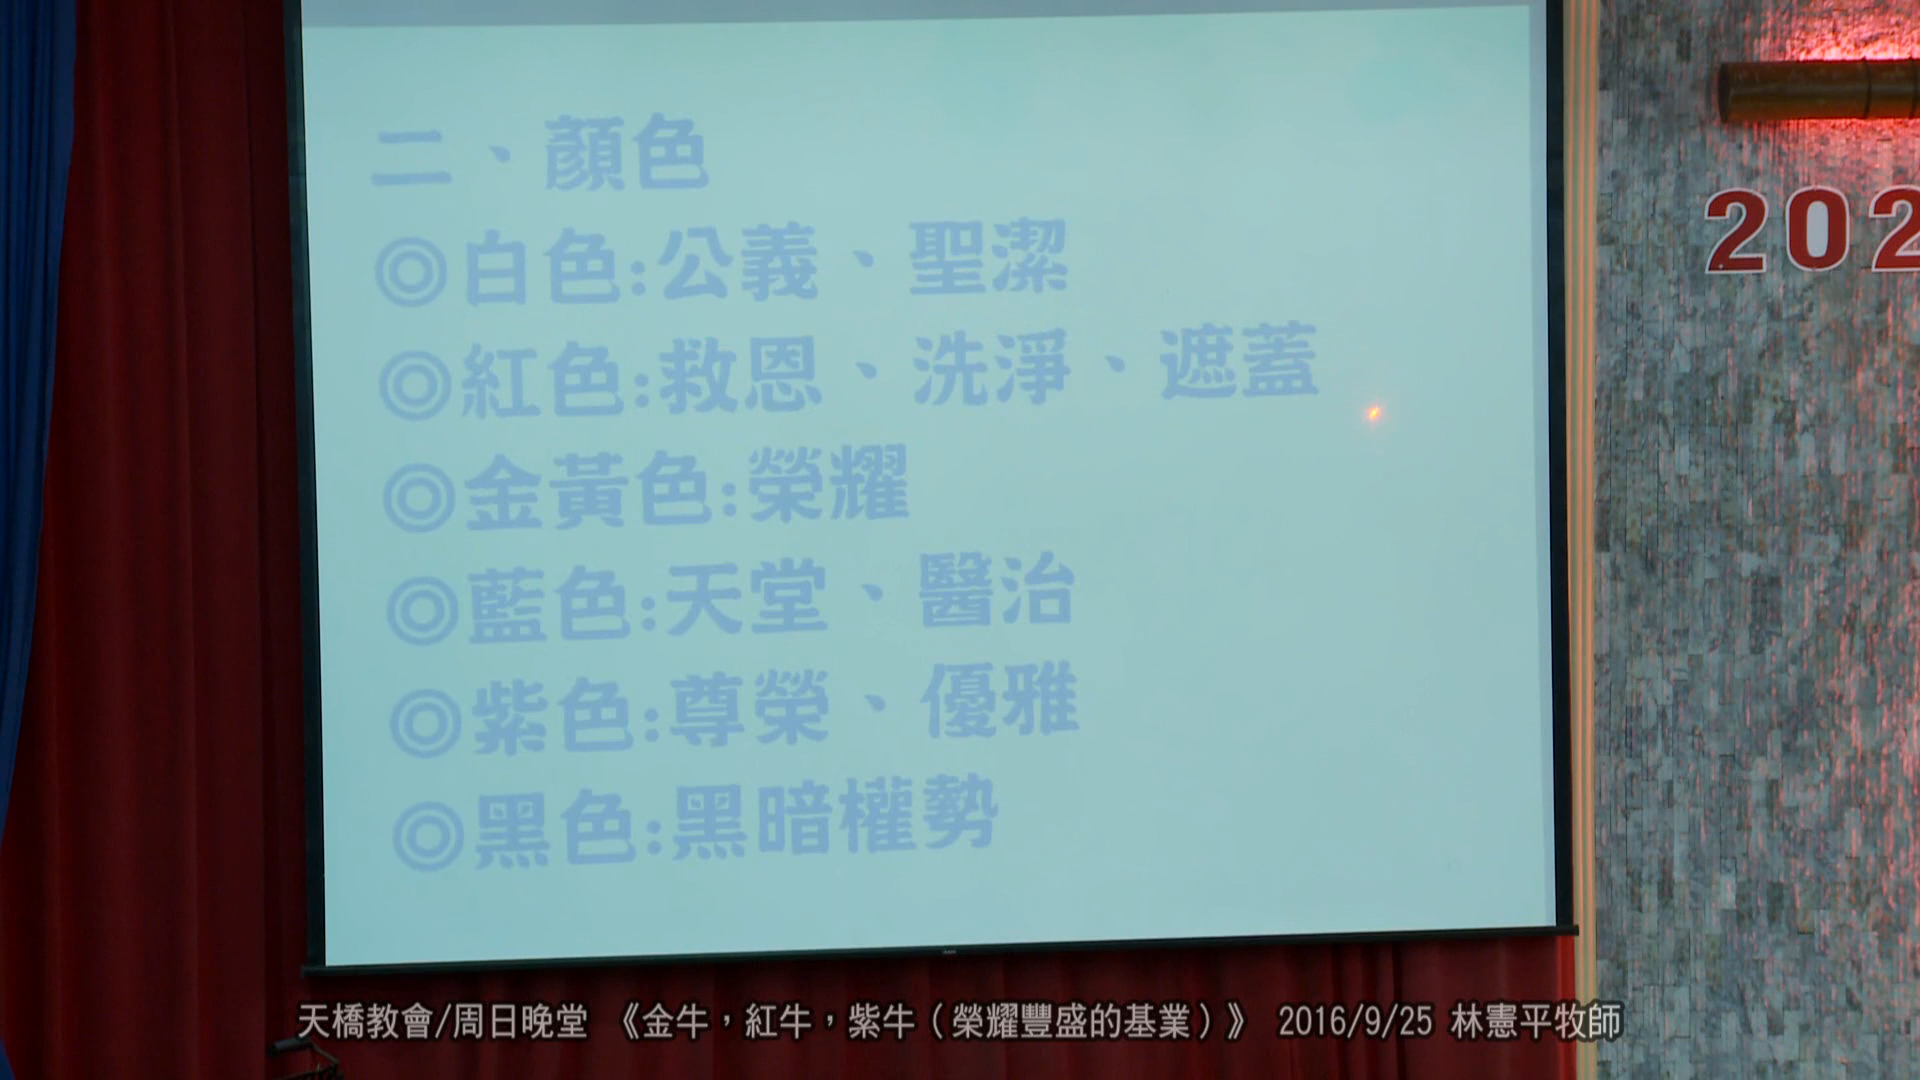 二、顏色
◎白色:公義、聖潔
◎紅色:救恩、洗淨、遮蓋
◎金黃色:榮耀
◎藍色:天堂、醫治
◎紫色:尊榮、優雅
◎黑色:黑暗權勢
202
天橋教會/周日晚堂 《金牛，紅牛，紫牛（榮耀豐盛的基業）》 2016/9/25 林憲平牧師